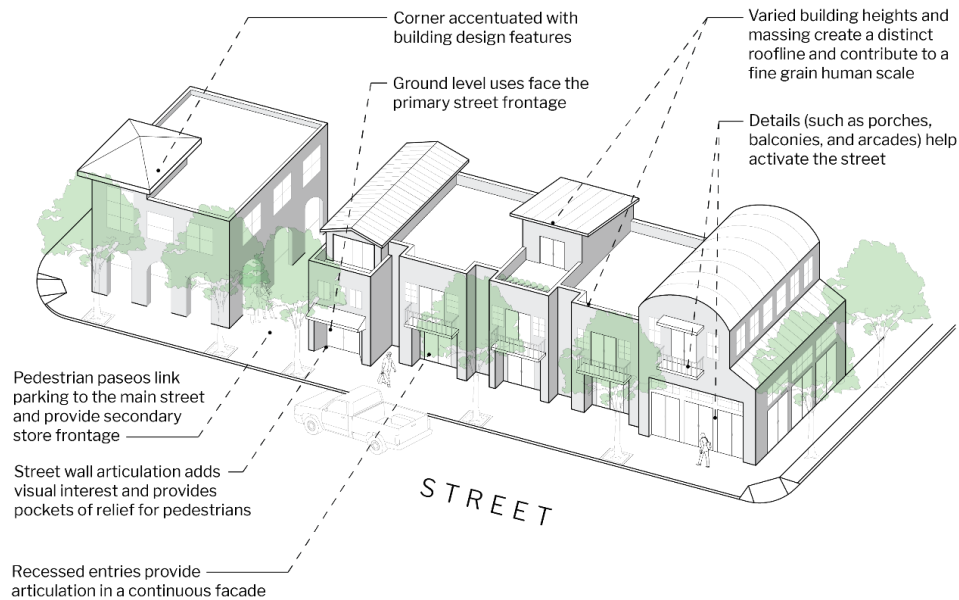 Corner accentuated with
building design features
Ground level uses face the
primary street frontage
Varied building heights and
massing create a distinct
roofline and contribute to a
fine grain human scale
Details (such as porches,
balconies, and arcades) help
activate the street
Pedestrian paseos link
parking to the main street
and provide secondary
store frontage
Street wall articulation adds
visual interest and provides
pockets of relief for pedestrians
Recessed entries provide
articulation in a continuous facade
STREET